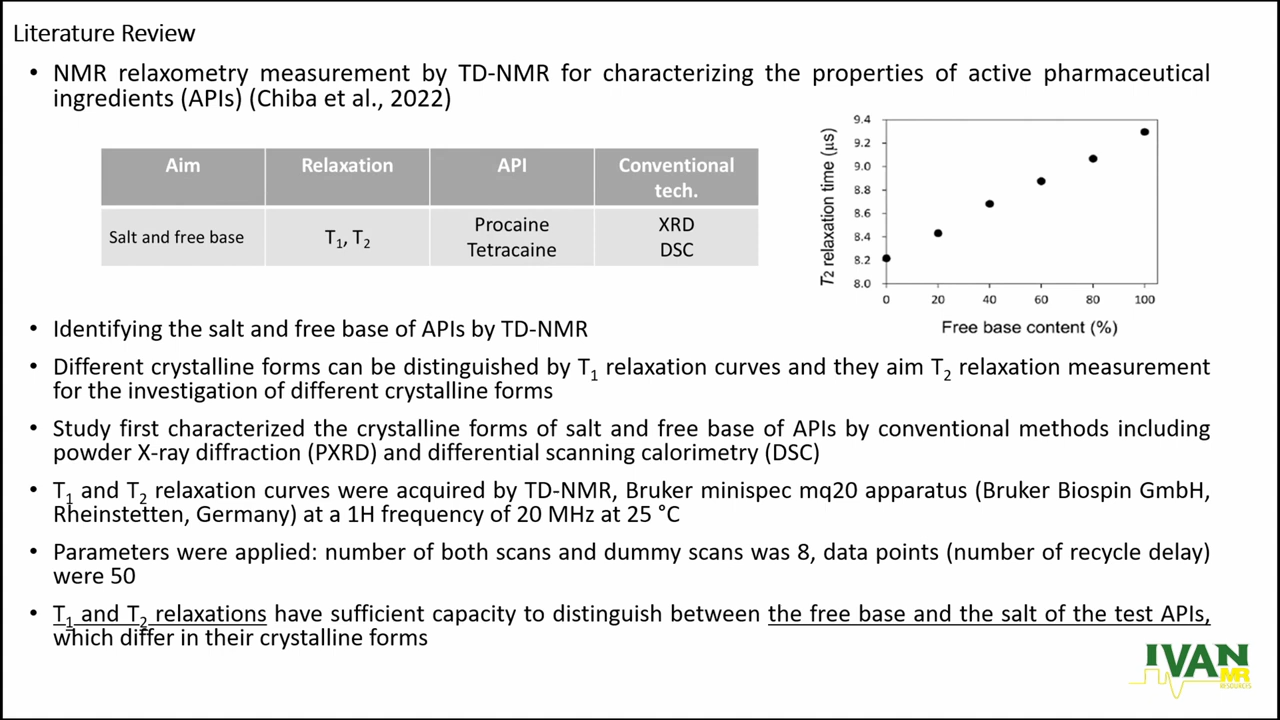 Literature Review
• NMR relaxometry measurement by TD-NMR for characterizing the properties of active pharmaceutical
ingredients (APIs) (Chiba et al., 2022)
Aim Relaxation API Conventional
tech.
Salt and free base T1, T2 Procaine XRD
Tetracaine DSC
T2 relaxation time (μs)
9.4
9.2
9.0
8.8
8.6
8.4
8.2
8.0
0 20 40 60 80 100
Free base content (%)
• Identifying the salt and free base of APIs by TD-NMR
• Different crystalline forms can be distinguished by T1 relaxation curves and they aim T2 relaxation measurement
for the investigation of different crystalline forms
• Study first characterized the crystalline forms of salt and free base of APIs by conventional methods including
powder X-ray diffraction (PXRD) and differential scanning calorimetry (DSC)
• T1 and T2 relaxation curves were acquired by TD-NMR, Bruker minispec mq20 apparatus (Bruker Biospin GmbH,
Rheinstetten, Germany) at a 1H frequency of 20 MHz at 25 °C
• Parameters were applied: number of both scans and dummy scans was 8, data points (number of recycle delay)
were 50
• T1 and T2 relaxations have sufficient capacity to distinguish between the free base and the salt of the test APIs,
which differ in their crystalline forms
IVAN
MR
RESOURCES